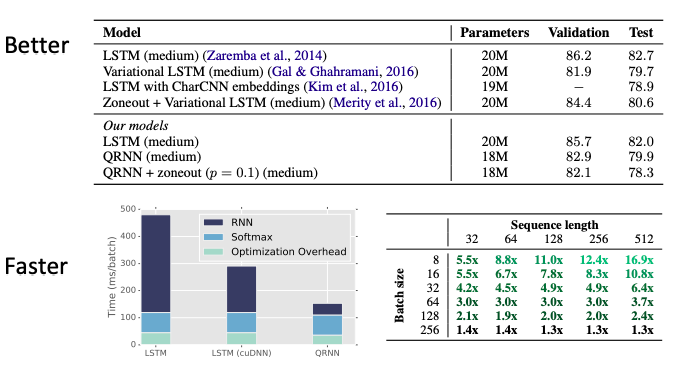 Better
Model Parameters Validation Test
LSTM (medium) (Zaremba et al., 2014) 20M 86.2 82.7
Variational LSTM (medium) (Gal & Ghahramani, 2016) 20M 81.9 79.7
LSTM with CharCNN embeddings (Kim et al., 2016) 19M − 78.9
Zoneout + Variational LSTM (medium) (Merity et al., 2016) 20M 84.4 80.6
Our models
LSTM (medium) 20M 85.7 82.0
QRNN (medium) 18M 82.9 79.9
QRNN + zoneout (p = 0.1) (medium) 18M 82.1 78.3
Faster
Time (ms/batch)
500
400
300
200
100
0
RNN
Softmax
Optimization Overhead
LSTM LSTM (cuDNN) QRNN
Sequence length
32 64 128 256 512
Batch size
8 5.5x 8.8x 11.0x 12.4x 16.9x
16 5.5x 6.7x 7.8x 8.3x 10.8x
32 4.2x 4.5x 4.9x 4.9x 6.4x
64 3.0x 3.0x 3.0x 3.0x 3.7x
128 2.1x 1.9x 2.0x 2.0x 2.4x
256 1.4x 1.4x 1.3x 1.3x 1.3x